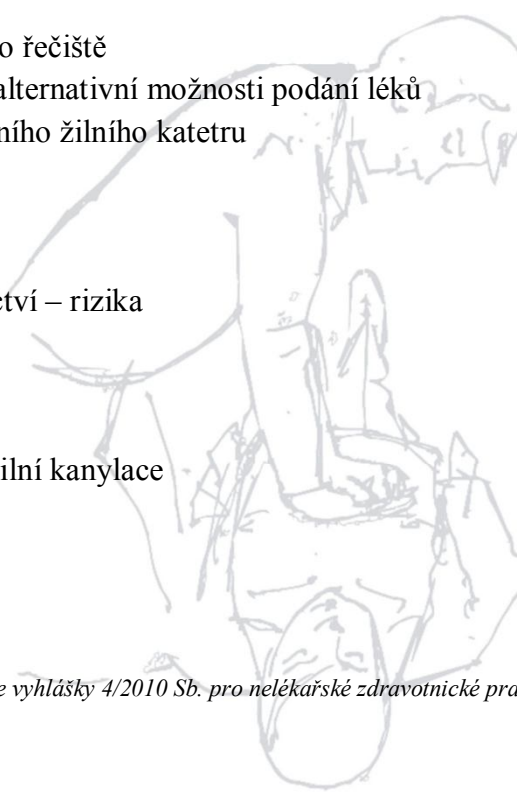 o řečiště
alternativní možnosti podání léků
ního žilního katetru
ctví – rizika
ilní kanylace
e vyhlášky 4/2010 Sb. pro nelékařské zdravotnické pra